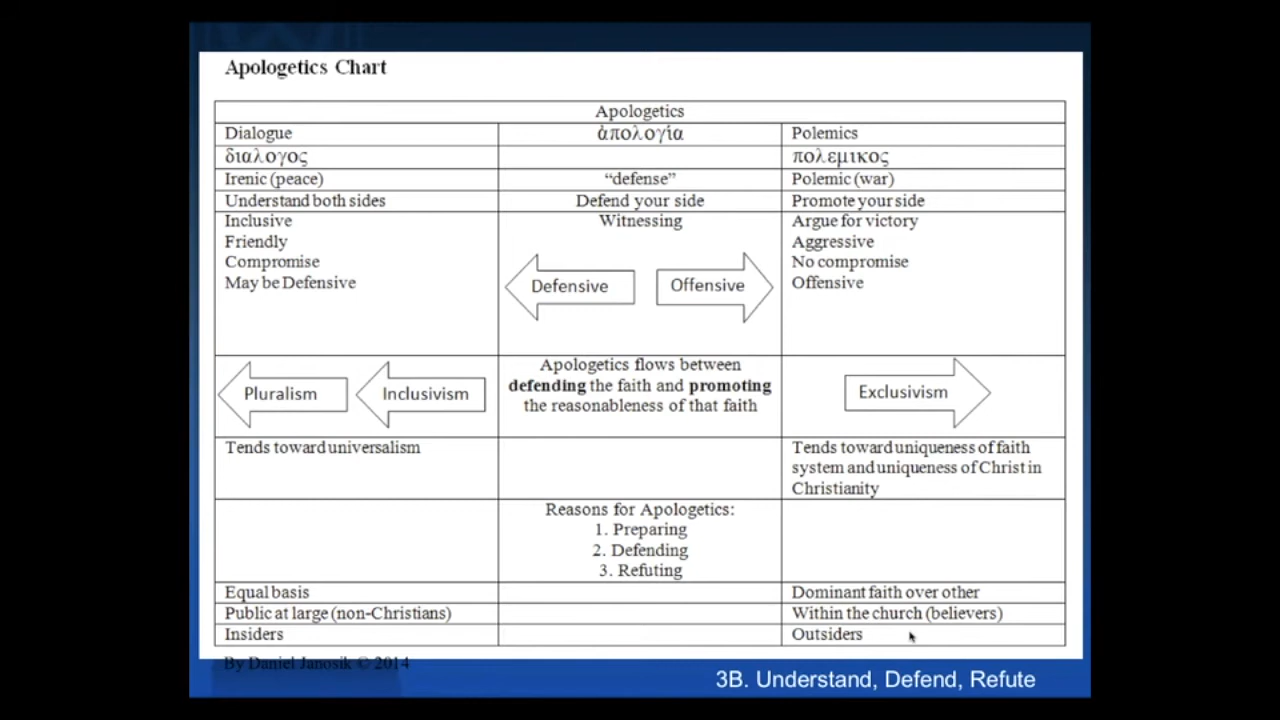 Apologetics Chart
Apologetics
Dialogue ἀπολογία Polemics
διαλογος πολεμικος
Irenic (peace) “defense” Polemic (war)
Understand both sides Defend your side Promote your side
Inclusive Witnessing Argue for victory
Friendly Aggressive
Compromise No compromise
May be Defensive Defensive Offensive Offensive
Apologetics flows between
defending the faith and promoting
the reasonableness of that faith
Pluralism Inclusivism Exclusivism
Tends toward universalism Tends toward uniqueness of faith
system and uniqueness of Christ in
Christianity
Reasons for Apologetics:
1. Preparing
2. Defending
3. Refuting
Equal basis Dominant faith over other
Public at large (non-Christians) Within the church (believers)
Insiders Outsiders
By Daniel Janosik © 2014
3B. Understand, Defend, Refute